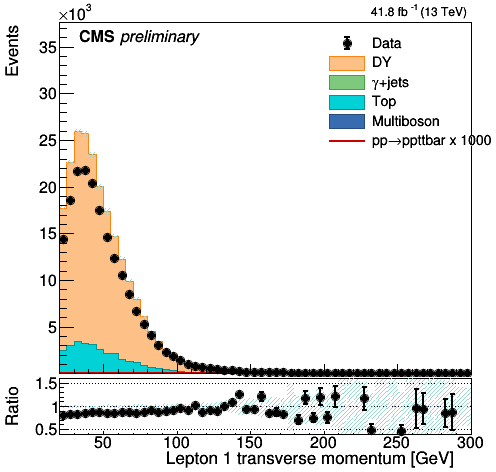 ×10³
41.8 fb⁻¹ (13 TeV)
CMS preliminary
Events
35
30
25
20
15
10
5
0
Data
DY
γ+jets
Top
Multiboson
pp→ppttbar x 1000
Ratio
1.5
1
0.5
50 100 150 200 250 300
Lepton 1 transverse momentum [GeV]